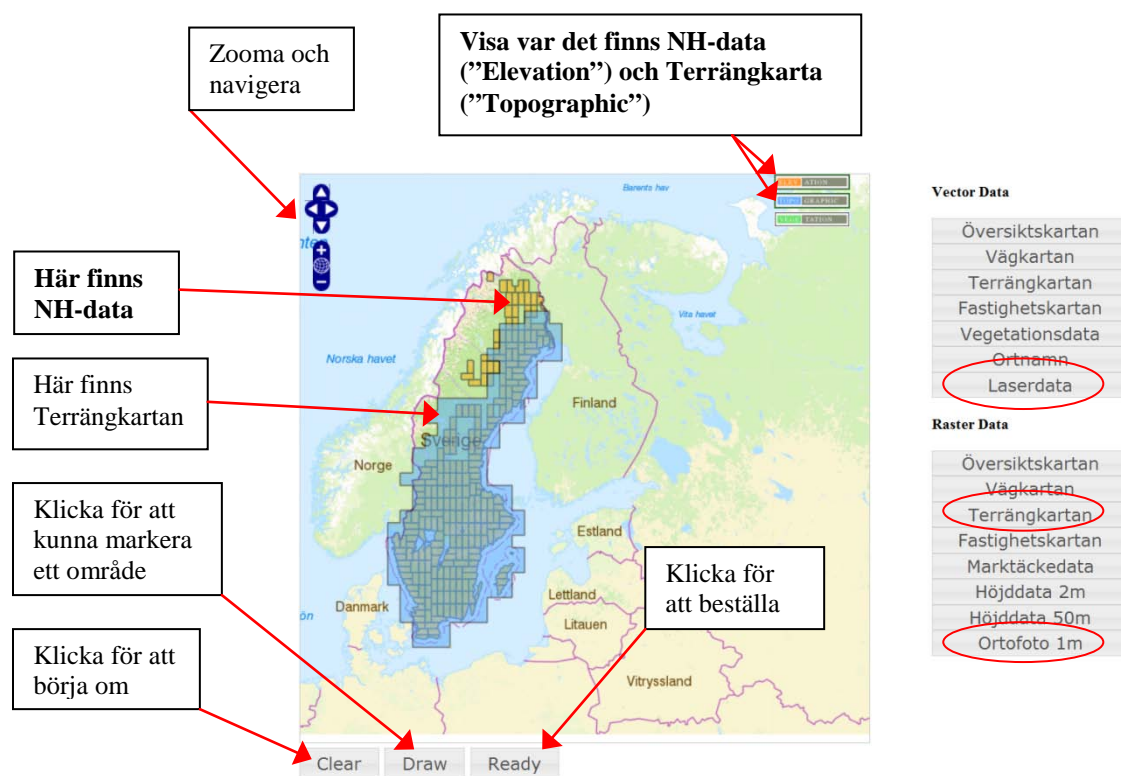 Zooma och
navigera
Visa var det finns NH-data
(”Elevation”) och Terrängkarta
(”Topographic”)
Här finns
NH-data
Här finns
Terrängkartan
Klicka för att
kunna markera
ett område
Klicka för att
börja om
Klicka för
att beställa
Barents hav
ELEVATION
TOPOGRAPHIC
VEGETATION
Norska havet
Vita havet
Finland
Sverige
Norge
Estland
Lettland
Danmark
Litauen
Vitryssland
Clear
Draw
Ready
Vector Data
Översiktskartan
Vägkartan
Terrängkartan
Fastighetskartan
Vegetationsdata
Ortnamn
Laserdata
Raster Data
Översiktskartan
Vägkartan
Terrängkartan
Fastighetskartan
Marktäckedata
Höjddata 2m
Höjddata 50m
Ortofoto 1m